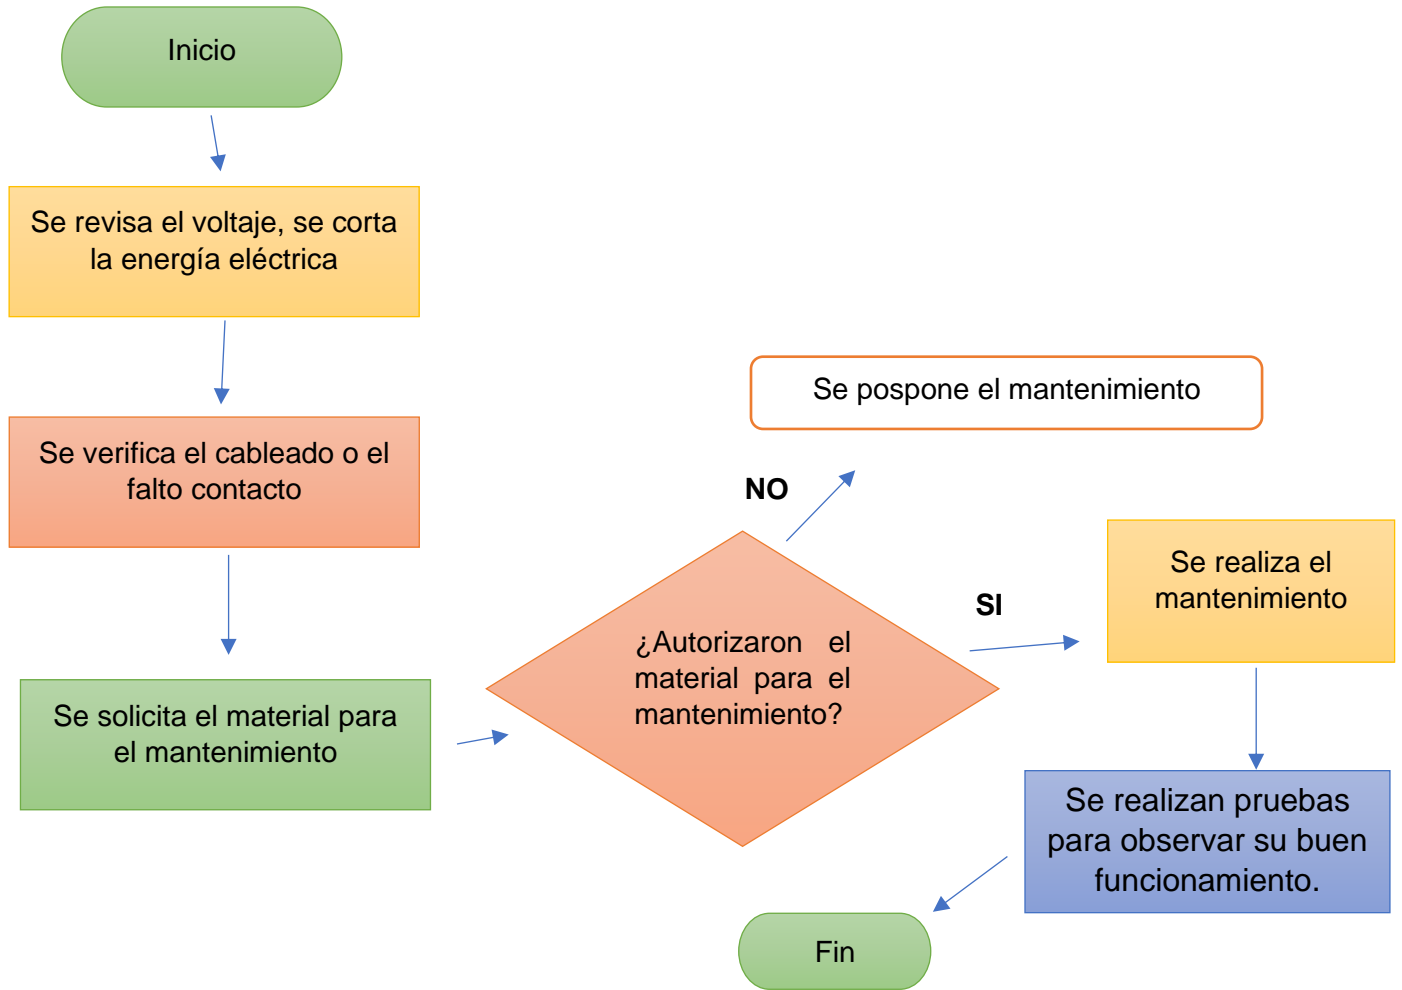 Inicio
Se revisa el voltaje, se corta
la energía eléctrica
Se verifica el cableado o el
falto contacto
Se solicita el material para
el mantenimiento
¿Autorizaron el
material para el
mantenimiento?
NO
Se pospone el mantenimiento
SI
Se realiza el
mantenimiento
Se realizan pruebas
para observar su buen
funcionamiento.
Fin